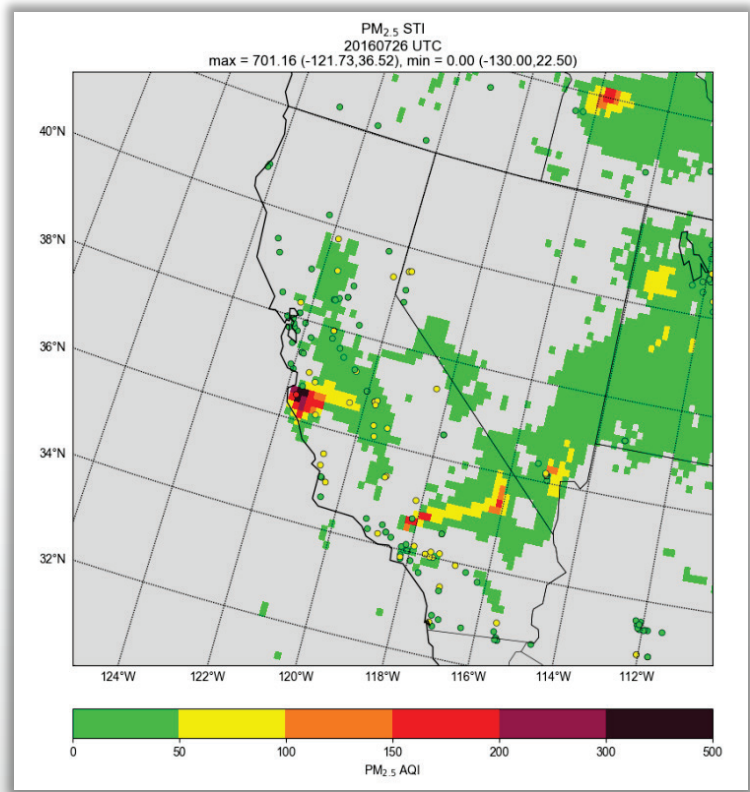 PM2.5 STI
20160726 UTC
max = 701.16 (-121.73,36.52), min = 0.00 (-130.00,22.50)
40°N
38°N
36°N
34°N
32°N
124°W 122°W 120°W 118°W 116°W 114°W 112°W
0 50 100 150 200 300 500
PM2.5 AQI